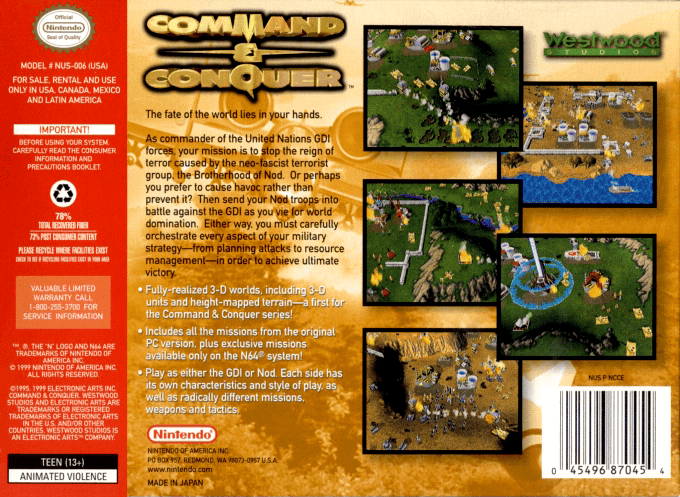 Official
Nintendo
Seal of Quality
MODEL # NUS-006 (USA)
FOR SALE, RENTAL AND USE
ONLY IN USA, CANADA, MEXICO
AND LATIN AMERICA
IMPORTANT!
BEFORE USING YOUR SYSTEM,
CAREFULLY READ THE CONSUMER
INFORMATION AND
PRECAUTIONS BOOKLET.
78%
TOTAL RECOVERED FIBER
73% POST CONSUMER CONTENT
PLEASE RECYCLE WHERE FACILITIES EXIST
CHECK TO SEE IF RECYCLING FACILITIES EXIST IN YOUR AREA
VALUABLE LIMITED
WARRANTY CALL
1-800-255-3700 FOR
SERVICE INFORMATION
™, ®, THE "N" LOGO AND N64 ARE
TRADEMARKS OF NINTENDO OF
AMERICA INC.
© 1999 NINTENDO OF AMERICA INC.
ALL RIGHTS RESERVED.
©1995, 1999 ELECTRONIC ARTS INC.
COMMAND & CONQUER, WESTWOOD
STUDIOS AND ELECTRONIC ARTS ARE
TRADEMARKS OR REGISTERED
TRADEMARKS OF ELECTRONIC ARTS
IN THE U.S. AND/OR OTHER
COUNTRIES. WESTWOOD STUDIOS IS
AN ELECTRONIC ARTS™ COMPANY.
TEEN (13+)
ANIMATED VIOLENCE
COMMAND
&
CONQUER™
The fate of the world lies in your hands.
As commander of the United Nations GDI
forces, your mission is to stop the reign of
terror caused by the neo-fascist terrorist
group, the Brotherhood of Nod. Or perhaps
you prefer to cause havoc rather than
prevent it? Then send your Nod troops into
battle against the GDI as you vie for world
domination. Either way, you must carefully
orchestrate every aspect of your military
strategy—from planning attacks to resource
management—in order to achieve ultimate
victory.
• Fully-realized 3-D worlds, including 3-D
units and height-mapped terrain—a first for
the Command & Conquer series!
• Includes all the missions from the original
PC version, plus exclusive missions
available only on the N64® system!
• Play as either the GDI or Nod. Each side has
its own characteristics and style of play, as
well as radically different missions,
weapons and tactics.
Nintendo®
NINTENDO OF AMERICA INC.
PO BOX 957, REDMOND, WA 98073-0957 U.S.A.
www.nintendo.com
MADE IN JAPAN
Westwood
STUDIOS
NUS P NCCE
0 45496 87045 4